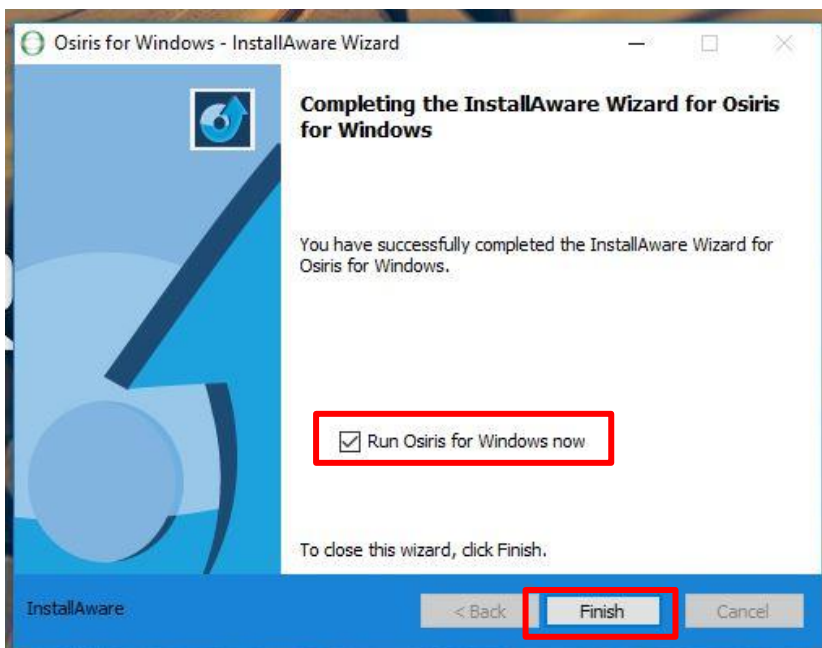 Osiris for Windows - InstallAware Wizard
Completing the InstallAware Wizard for Osiris
for Windows
You have successfully completed the InstallAware Wizard for
Osiris for Windows.
Run Osiris for Windows now
To close this wizard, click Finish.
InstallAware
< Back Finish Cancel